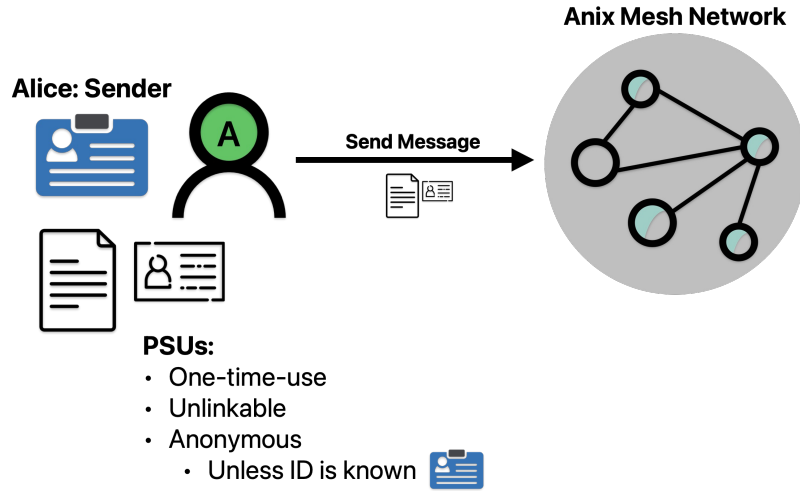 Anix Mesh Network
Alice: Sender
A
Send Message
PSUs:
• One-time-use
• Unlinkable
• Anonymous
• Unless ID is known